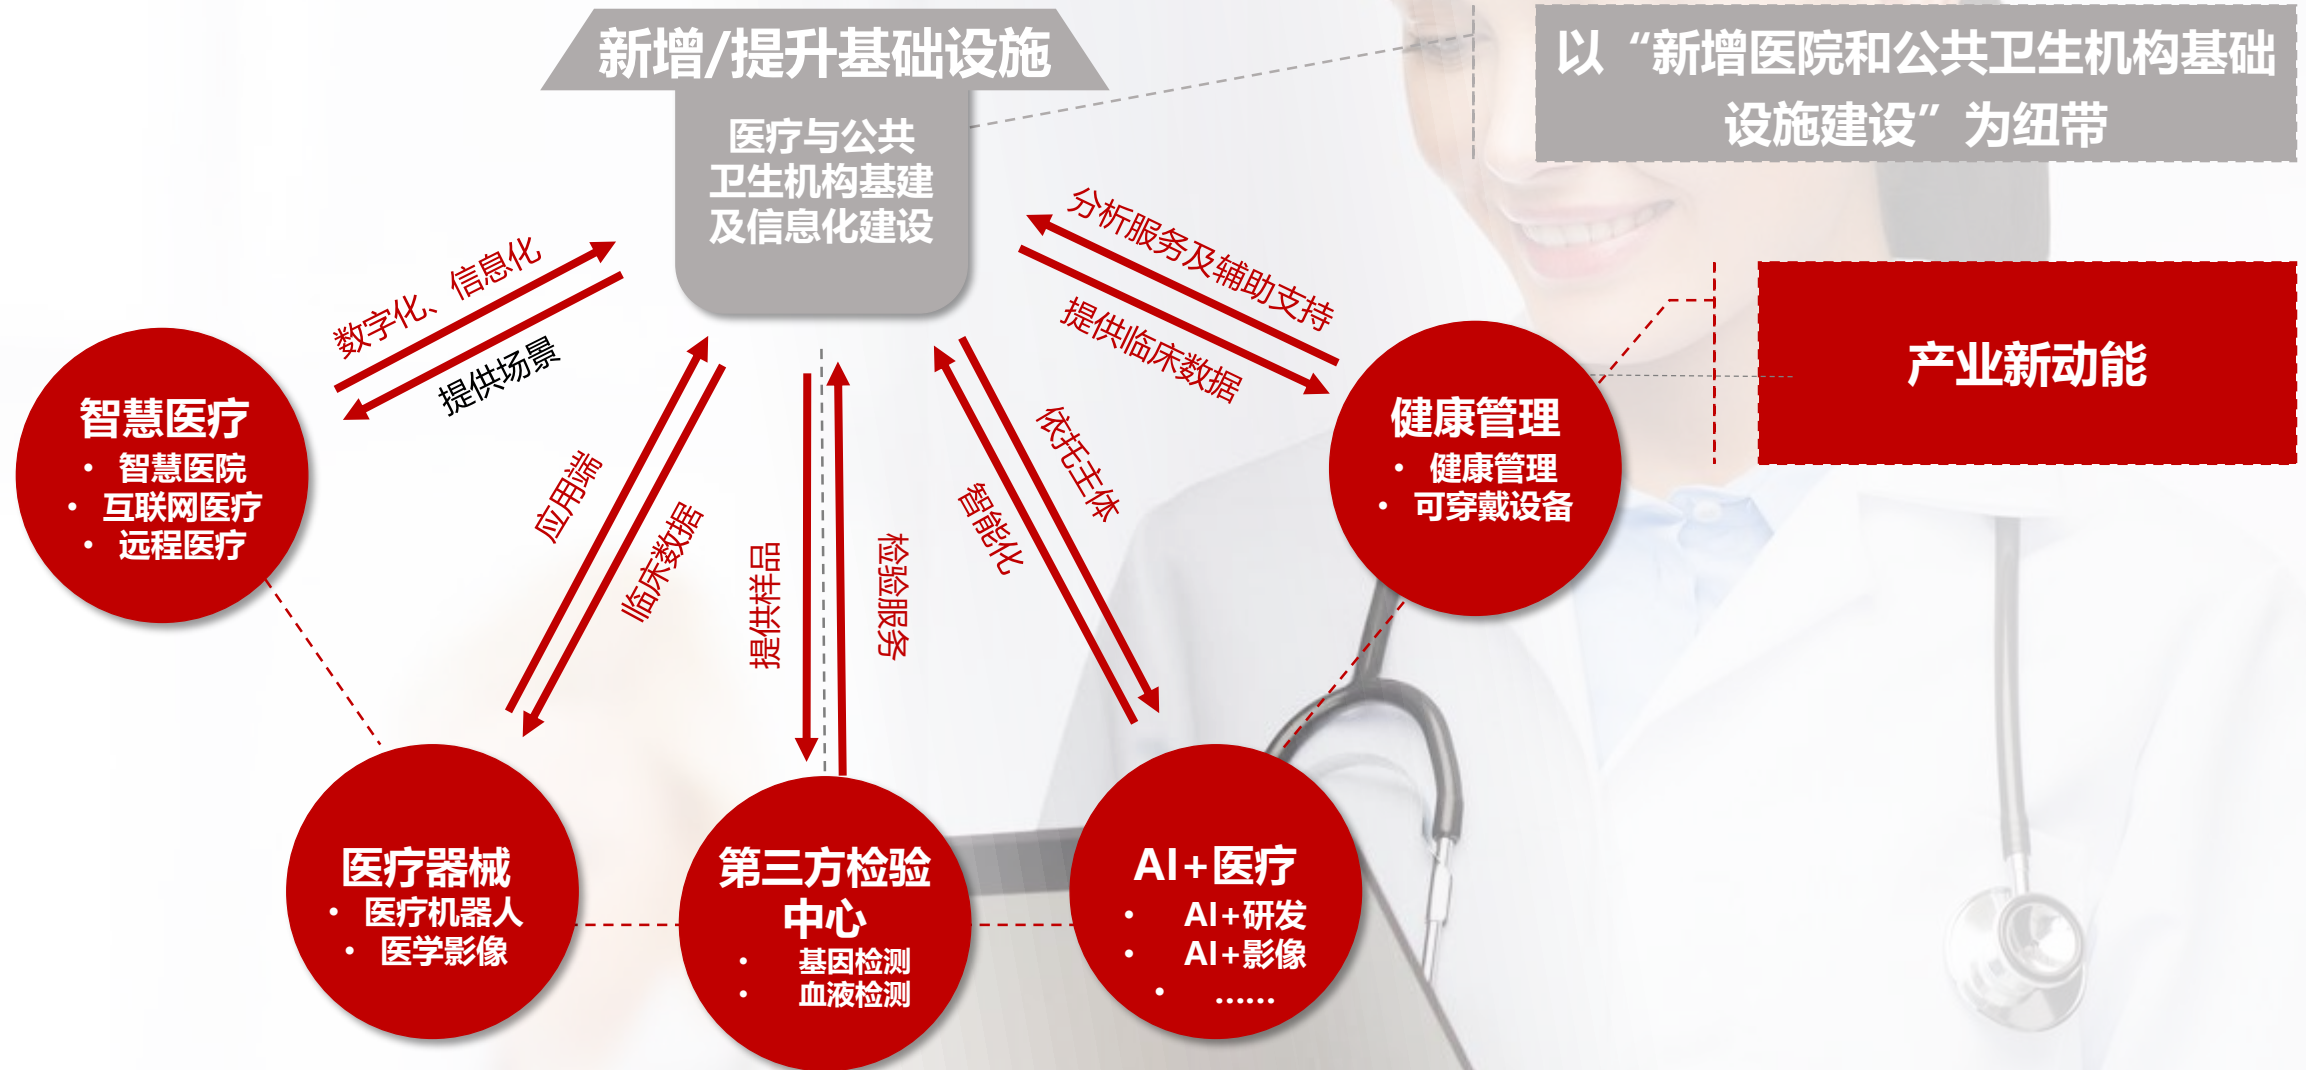 新增/提升基础设施
医疗与公共
卫生机构基建
及信息化建设
以“新增医院和公共卫生机构基础
设施建设”为纽带
产业新动能
数字化、信息化
提供场景
应用端
临床数据
提供样品
检验服务
智能化
依托主体
分析服务及辅助支持
提供临床数据
智慧医疗
• 智慧医院
• 互联网医疗
• 远程医疗
医疗器械
• 医疗机器人
• 医学影像
第三方检验
中心
• 基因检测
• 血液检测
AI+医疗
• AI+研发
• AI+影像
• ……
健康管理
• 健康管理
• 可穿戴设备